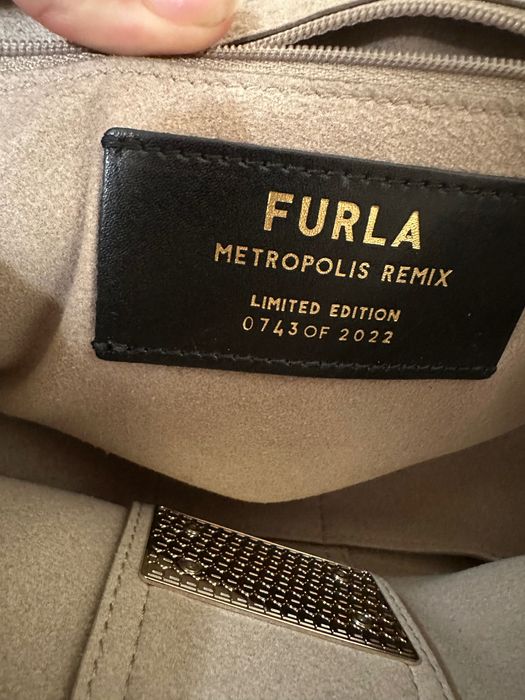 FURLA
METROPOLIS REMIX
LIMITED EDITION
0743 OF 2022